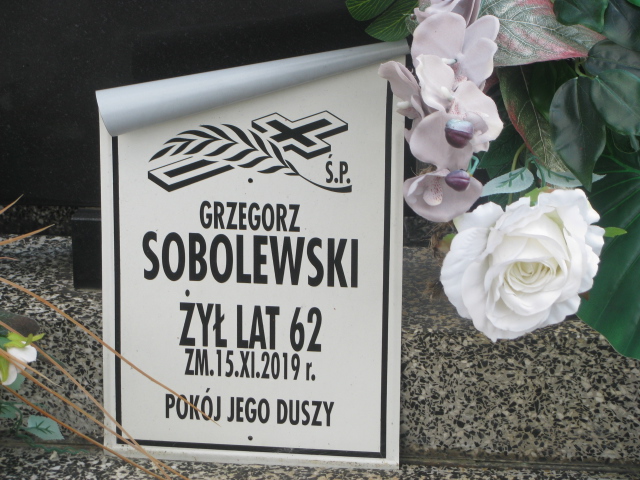 Ś.P.
GRZEGORZ
SOBOLEWSKI
ŻYŁ LAT 62
ZM.15.XI.2019 r.
POKÓJ JEGO DUSZY